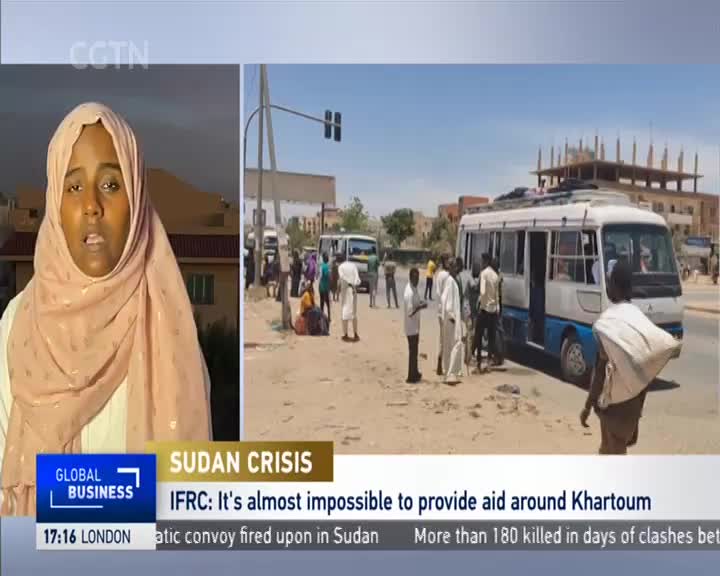 CGTN
SUDAN CRISIS
GLOBAL
BUSINESS
IFRC: It's almost impossible to provide aid around Khartoum
17:16 LONDON
atic convoy fired upon in Sudan More than 180 killed in days of clashes bet